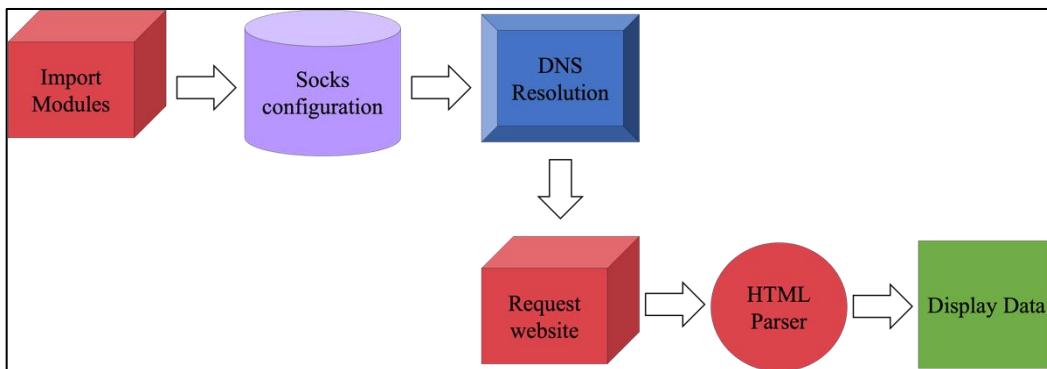 Import
Modules
Socks
configuration
DNS
Resolution
Request
website
HTML
Parser
Display Data